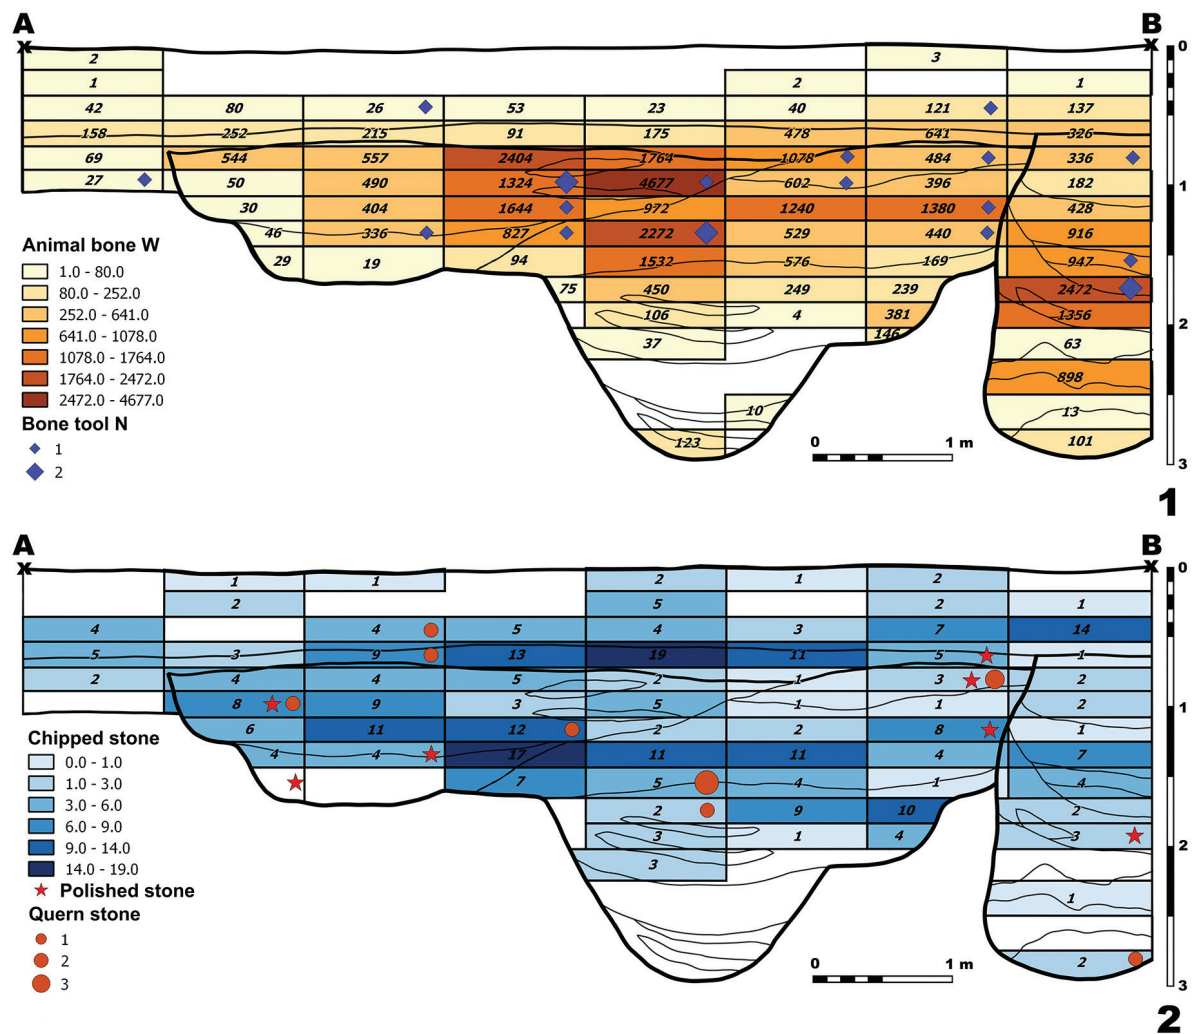 A B
X X 0
2 3
1 2 1
42 80 26 53 23 40 121 137
158 252 215 91 175 478 641 326
69 544 557 2404 1764 1078 484 336
27 50 490 1324 4677 602 396 182
1
30 404 1644 972 1240 1380 428
46 336 827 2272 529 440 916
29 19 94 1532 576 169 947
75 450 249 239 2472
106 4 381 1356
2
146
37 63
898
10 13
123 101
3
Animal bone W
1.0 - 80.0
80.0 - 252.0
252.0 - 641.0
641.0 - 1078.0
1078.0 - 1764.0
1764.0 - 2472.0
2472.0 - 4677.0
Bone tool N
1
2
0 1 m
1
A B
X X 0
1 1 2 1 2
2 5 2 1
4 4 5 4 3 7 14
5 3 9 13 19 11 5 1
2 4 4 5 2 1 3 2
8 9 3 5 1 1 2
1
6 11 12 2 2 8 1
4 4 17 11 11 4 7
7 5 4 1 4
2 9 10 2
3 1 4 3
2
3
1
2
3
Chipped stone
0.0 - 1.0
1.0 - 3.0
3.0 - 6.0
6.0 - 9.0
9.0 - 14.0
14.0 - 19.0
Polished stone
Quern stone
1
2
3
0 1 m
2